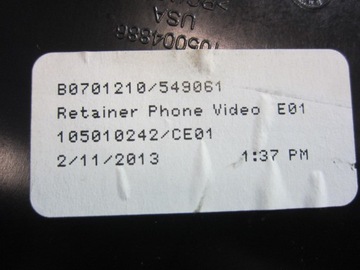 USA
B0701210/549061
Retainer Phone Video E01
105010242/CE01
2/11/2013 1:37 PM